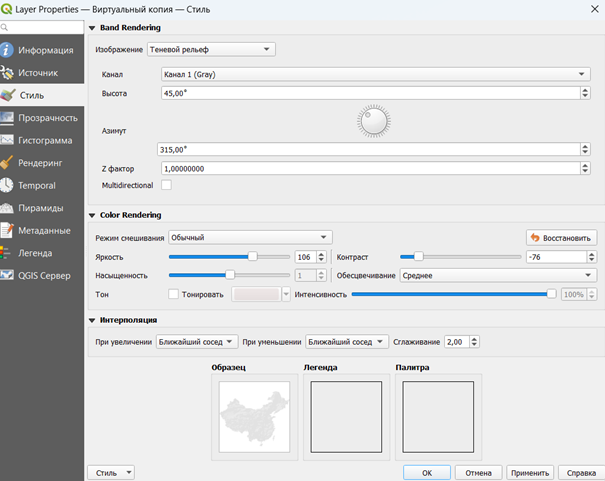 Layer Properties — Виртуальный копия — Стиль
Информация
Источник
Стиль
Прозрачность
Гистограмма
Рендеринг
Temporal
Пирамиды
Метаданные
Легенда
QGIS Сервер
Band Rendering
Изображение Теневой рельеф
Канал Канал 1 (Gray)
Высота 45,00°
Азимут
315,00°
Z фактор 1,00000000
Multidirectional
Color Rendering
Режим смешивания Обычный Восстановить
Яркость 106 Контраст -76
Насыщенность 1 Обесцвечивание Среднее
Тон Тонировать Интенсивность 100%
Интерполяция
При увеличении Ближайший сосед При уменьшении Ближайший сосед Сглаживание 2,00
Образец Легенда Палитра
Стиль OK Отмена Применить Справка